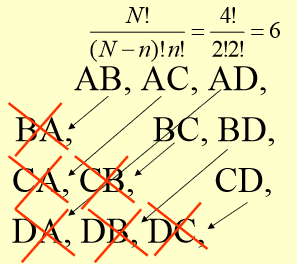 N! / (N – n)!n! = 4! / 2!2! = 6
AB, AC, AD,
BA, BC, BD,
CA, CB, CD,
DA, DB, DC,